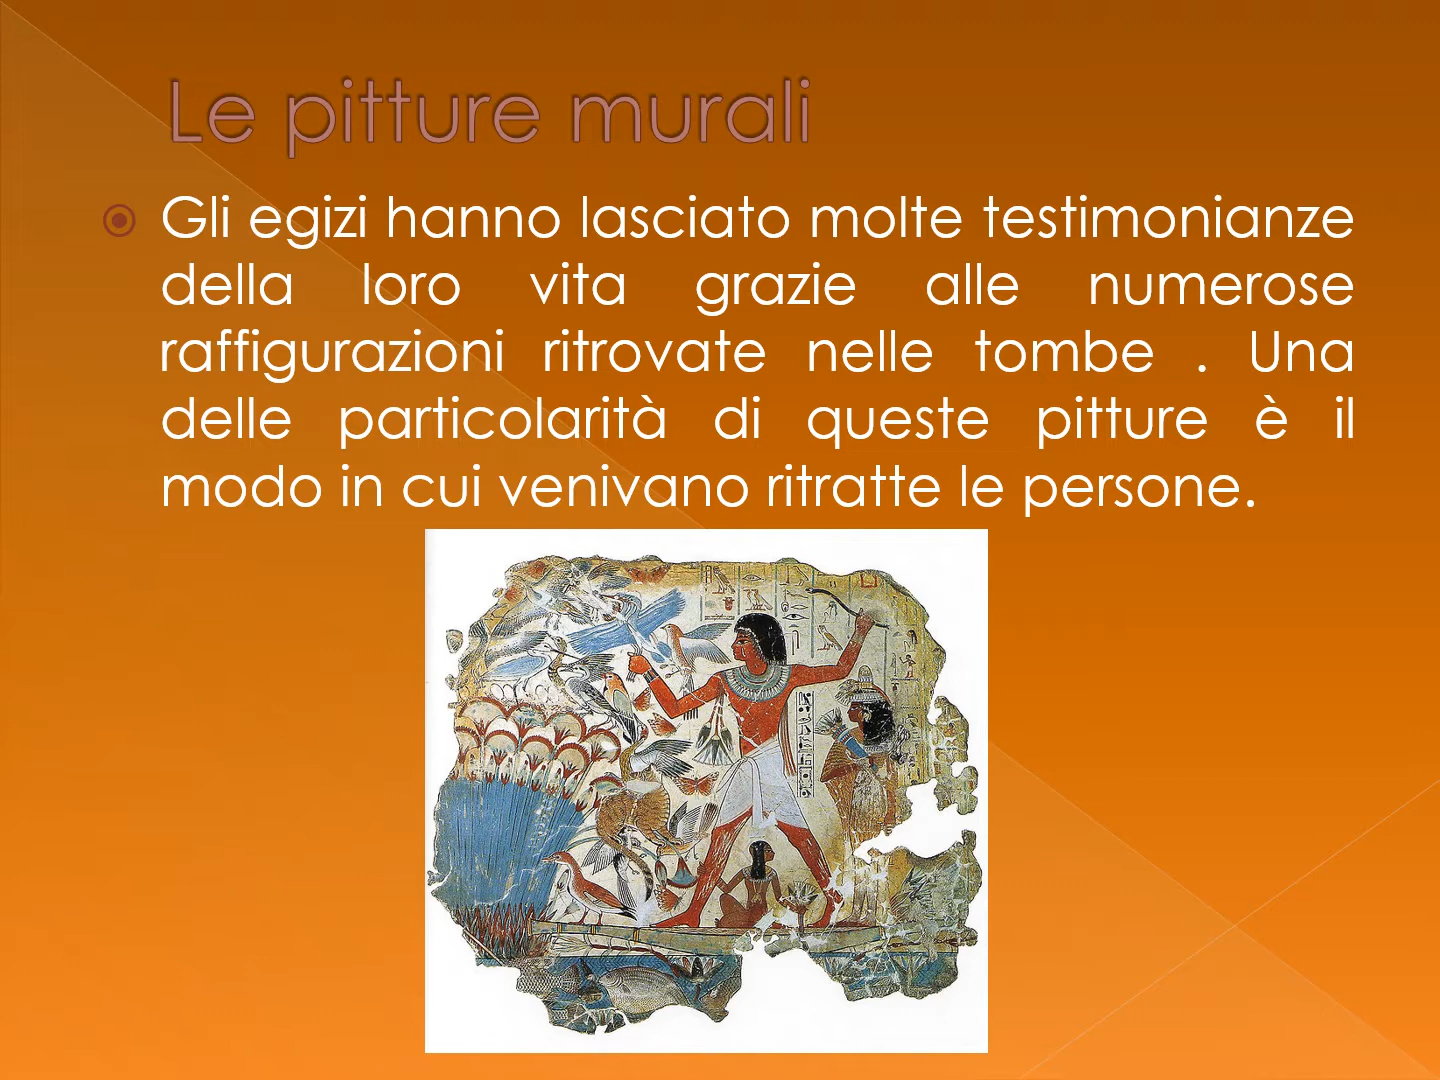 Le pitture murali
Gli egizi hanno lasciato molte testimonianze
della loro vita grazie alle numerose
raffigurazioni ritrovate nelle tombe . Una
delle particolarità di queste pitture è il
modo in cui venivano ritratte le persone.